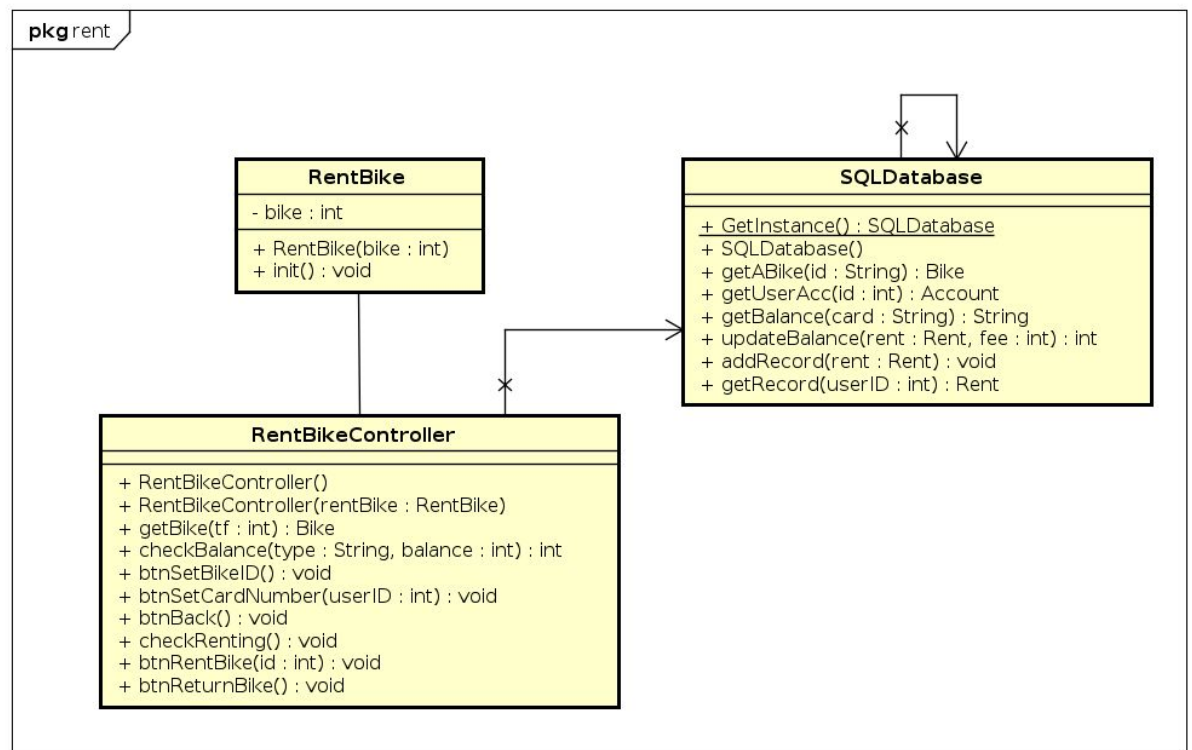 pkg rent
RentBike
- bike : int
+ RentBike(bike : int)
+ init() : void
SQLDatabase
+ GetInstance() : SQLDatabase
+ SQLDatabase()
+ getABike(id : String) : Bike
+ getUserAcc(id : int) : Account
+ getBalance(card : String) : String
+ updateBalance(rent : Rent, fee : int) : int
+ addRecord(rent : Rent) : void
+ getRecord(userID : int) : Rent
RentBikeController
+ RentBikeController()
+ RentBikeController(rentBike : RentBike)
+ getBike(tf : int) : Bike
+ checkBalance(type : String, balance : int) : int
+ btnSetBikeID() : void
+ btnSetCardNumber(userID : int) : void
+ btnBack() : void
+ checkRenting() : void
+ btnRentBike(id : int) : void
+ btnReturnBike() : void